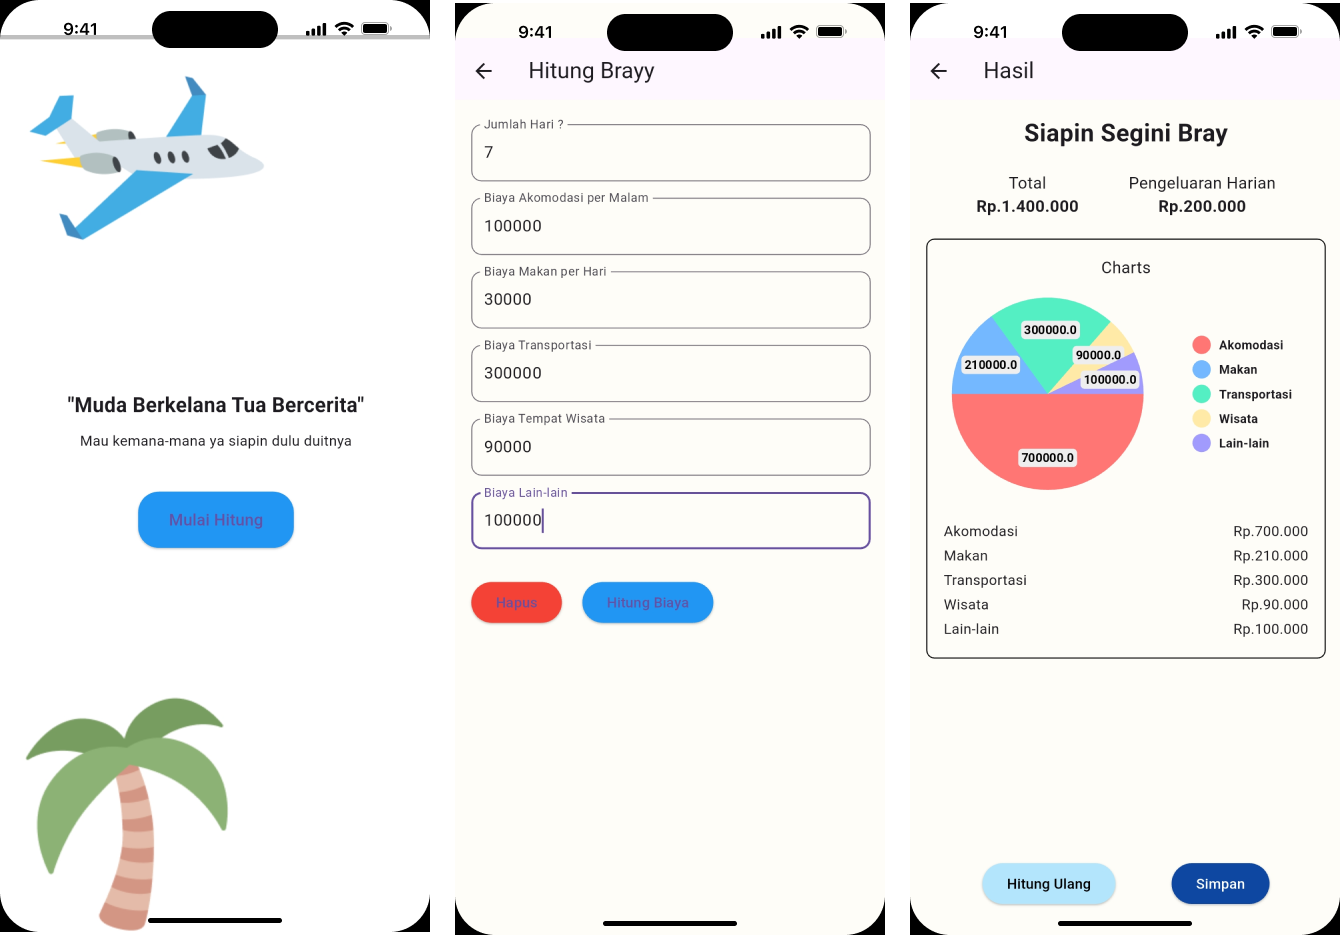 9:41
"Muda Berkelana Tua Bercerita"
Mau kemana-mana ya siapin dulu duitnya
Mulai Hitung
9:41
Hitung Brayy
Jumlah Hari ?
7
Biaya Akomodasi per Malam
100000
Biaya Makan per Hari
30000
Biaya Transportasi
300000
Biaya Tempat Wisata
90000
Biaya Lain-lain
100000
Hapus
Hitung Biaya
9:41
Hasil
Siapin Segini Bray
Total
Rp.1.400.000
Pengeluaran Harian
Rp.200.000
Charts
300000.0
90000.0
210000.0
100000.0
700000.0
Akomodasi
Makan
Transportasi
Wisata
Lain-lain
Akomodasi Rp.700.000
Makan Rp.210.000
Transportasi Rp.300.000
Wisata Rp.90.000
Lain-lain Rp.100.000
Hitung Ulang
Simpan